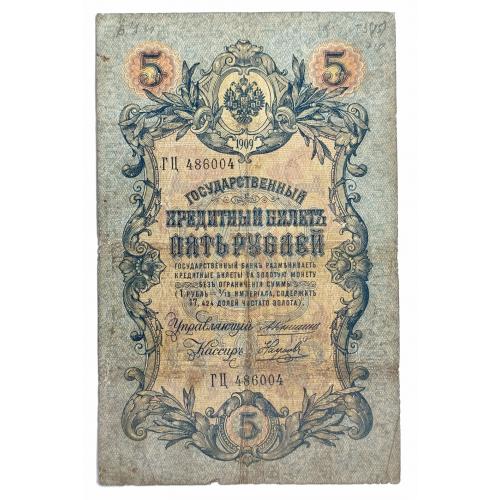 5 5
1909
ГЦ 486004
ГОСУДАРСТВЕННЫЙ
КРЕДИТНЫЙ БИЛЕТЪ
ПЯТЬ РУБЛЕЙ
ГОСУДАРСТВЕННЫЙ БАНКЪ РАЗМѢНИВАЕТЪ
КРЕДИТНЫЕ БИЛЕТЫ НА ЗОЛОТУЮ МОНЕТУ
БЕЗЪ ОГРАНИЧЕНІЯ СУММЫ
(1 РУБЛЬ = 1/15 ИМПЕРІАЛА, СОДЕРЖИТЪ
17,424 ДОЛЕЙ ЧИСТАГО ЗОЛОТА).
Управляющій
Кассиръ
ГЦ 486004
5